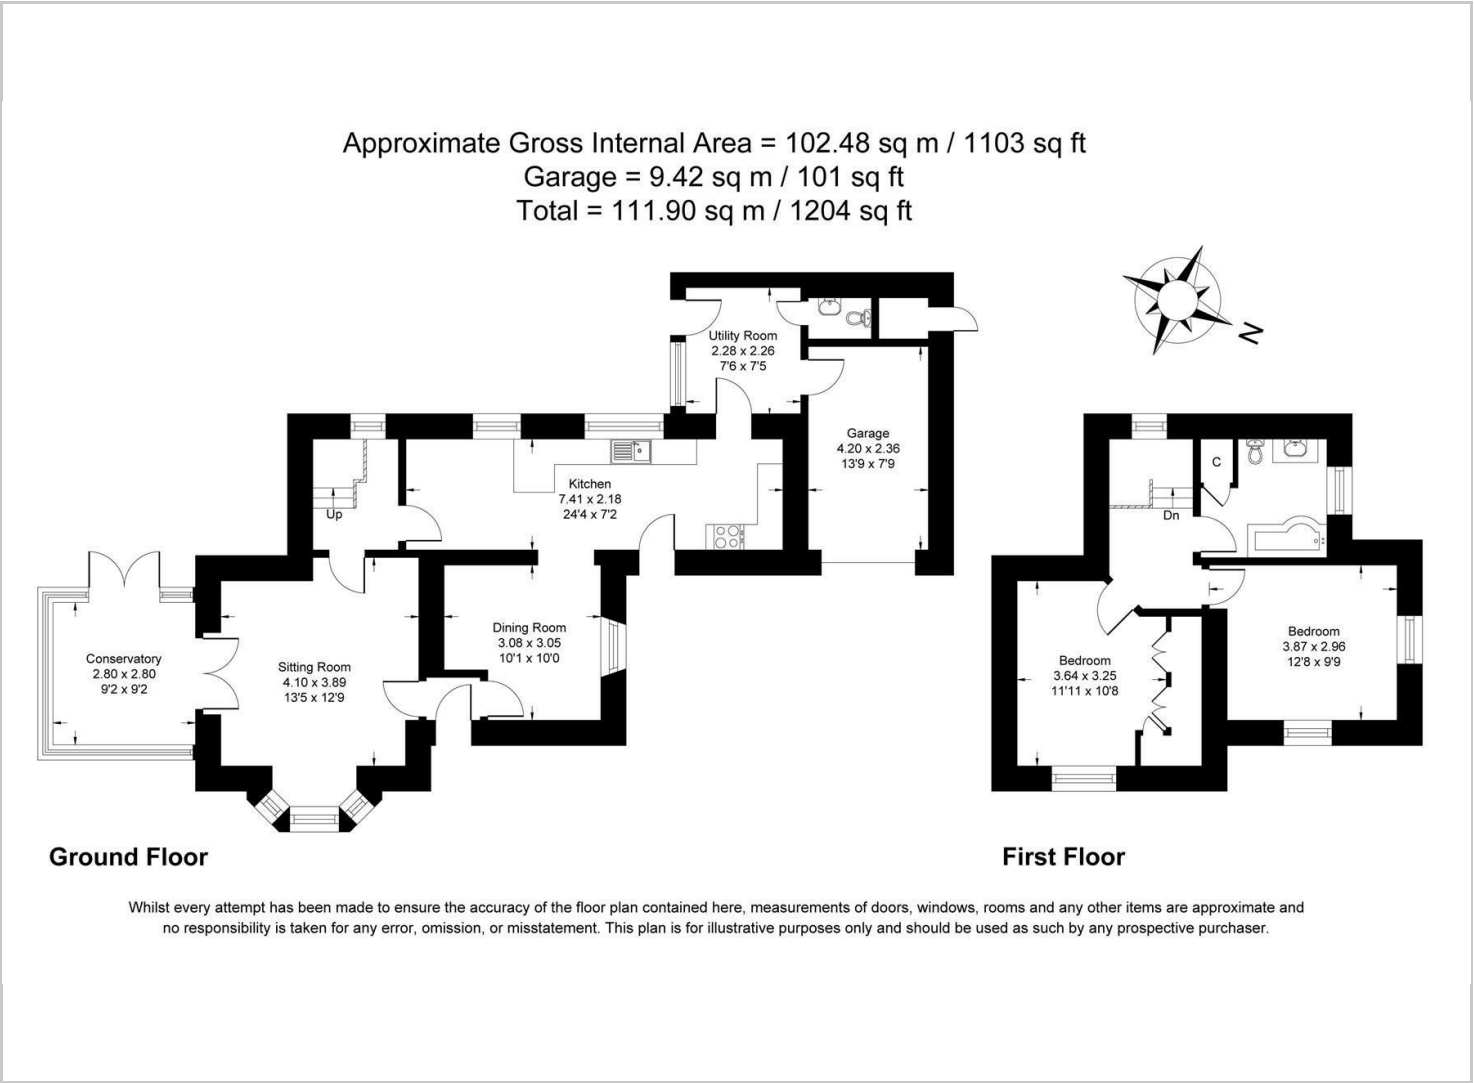 Approximate Gross Internal Area = 102.48 sq m / 1103 sq ft
Garage = 9.42 sq m / 101 sq ft
Total = 111.90 sq m / 1204 sq ft
N
Utility Room
2.28 x 2.26
7'6 x 7'5
Garage
4.20 x 2.36
13'9 x 7'9
Kitchen
7.41 x 2.18
24'4 x 7'2
Up
Dining Room
3.08 x 3.05
10'1 x 10'0
Conservatory
2.80 x 2.80
9'2 x 9'2
Sitting Room
4.10 x 3.89
13'5 x 12'9
C
Dn
Bedroom
3.87 x 2.96
12'8 x 9'9
Bedroom
3.64 x 3.25
11'11 x 10'8
Ground Floor
First Floor
Whilst every attempt has been made to ensure the accuracy of the floor plan contained here, measurements of doors, windows, rooms and any other items are approximate and
no responsibility is taken for any error, omission, or misstatement. This plan is for illustrative purposes only and should be used as such by any prospective purchaser.